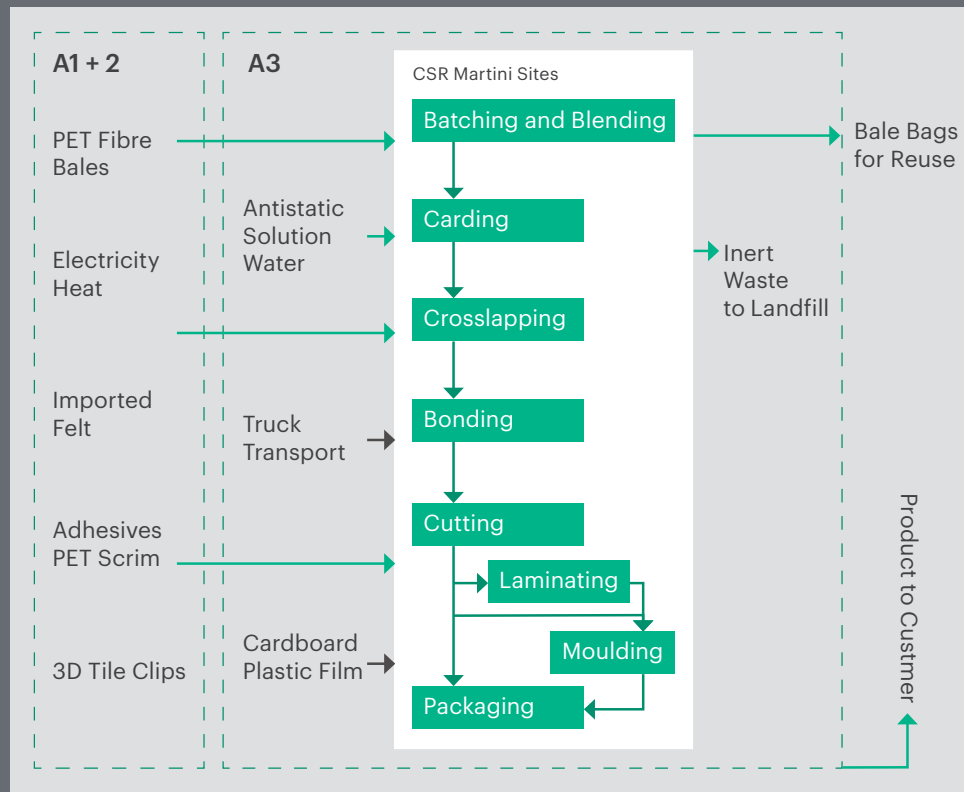 A1 + 2
PET Fibre
Bales
Electricity
Heat
Imported
Felt
Adhesives
PET Scrim
3D Tile Clips
A3
Antistatic
Solution
Water
Truck
Transport
Cardboard
Plastic Film
CSR Martini Sites
Batching and Blending
Carding
Crosslapping
Bonding
Cutting
Laminating
Moulding
Packaging
Inert
Waste
to Landfill
Bale Bags
for Reuse
Product to Custmer